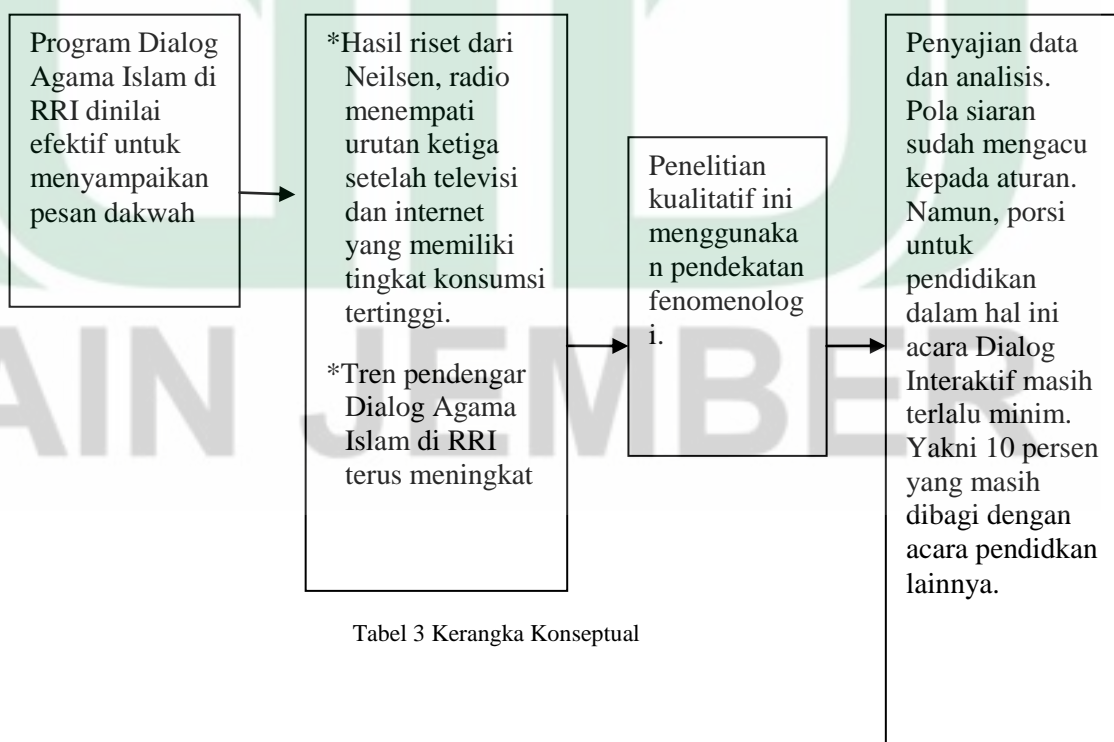 Program Dialog
Agama Islam di
RRI dinilai
efektif untuk
menyampaikan
pesan dakwah
*Hasil riset dari
Neilsen, radio
menempati
urutan ketiga
setelah televisi
dan internet
yang memiliki
tingkat konsumsi
tertinggi.
*Tren pendengar
Dialog Agama
Islam di RRI
terus meningkat
Penelitian
kualitatif ini
menggunaka
n pendekatan
fenomenolog
i.
Penyajian data
dan analisis.
Pola siaran
sudah mengacu
kepada aturan.
Namun, porsi
untuk
pendidikan
dalam hal ini
acara Dialog
Interaktif masih
terlalu minim.
Yakni 10 persen
yang masih
dibagi dengan
acara pendidkan
lainnya.
Tabel 3 Kerangka Konseptual
AIN JEMBER